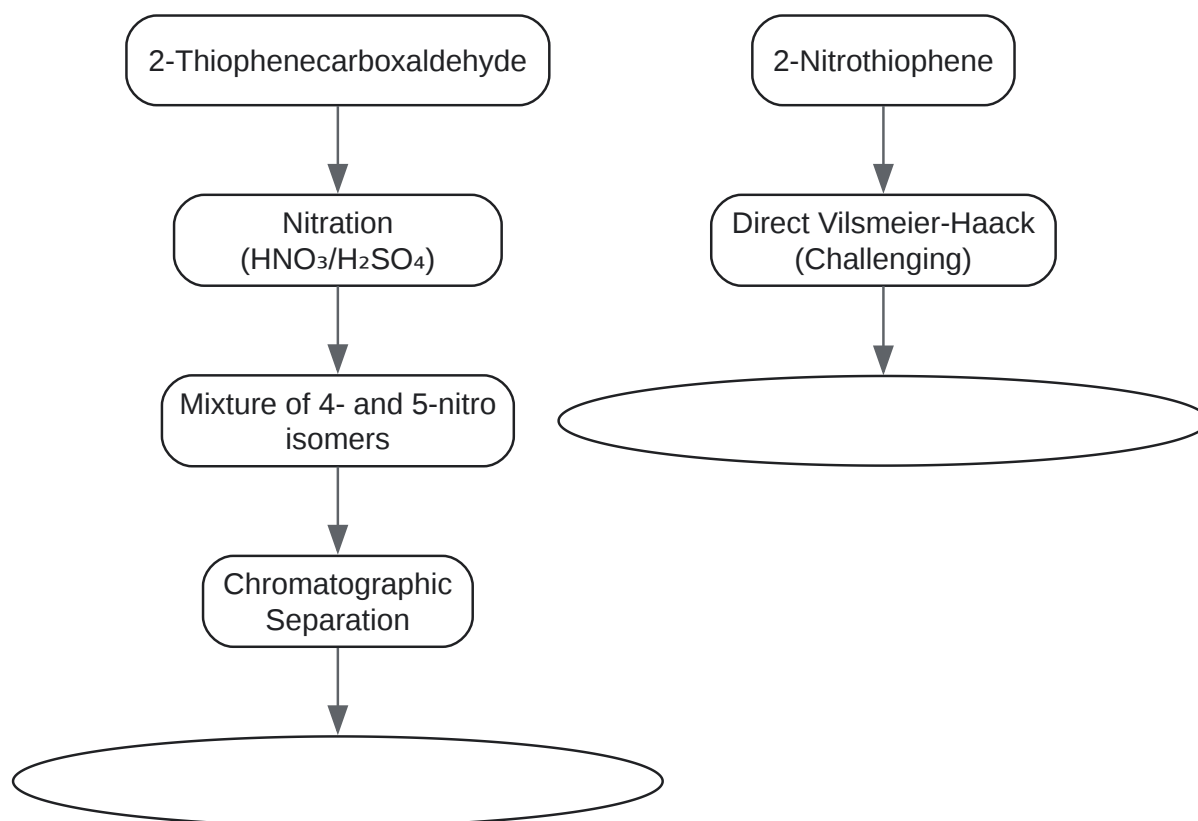 2-Thiophenecarboxaldehyde
Nitration
(HNO₃/H₂SO₄)
Mixture of 4- and 5-nitro
isomers
Chromatographic
Separation
2-Nitrothiophene
Direct Vilsmeier-Haack
(Challenging)